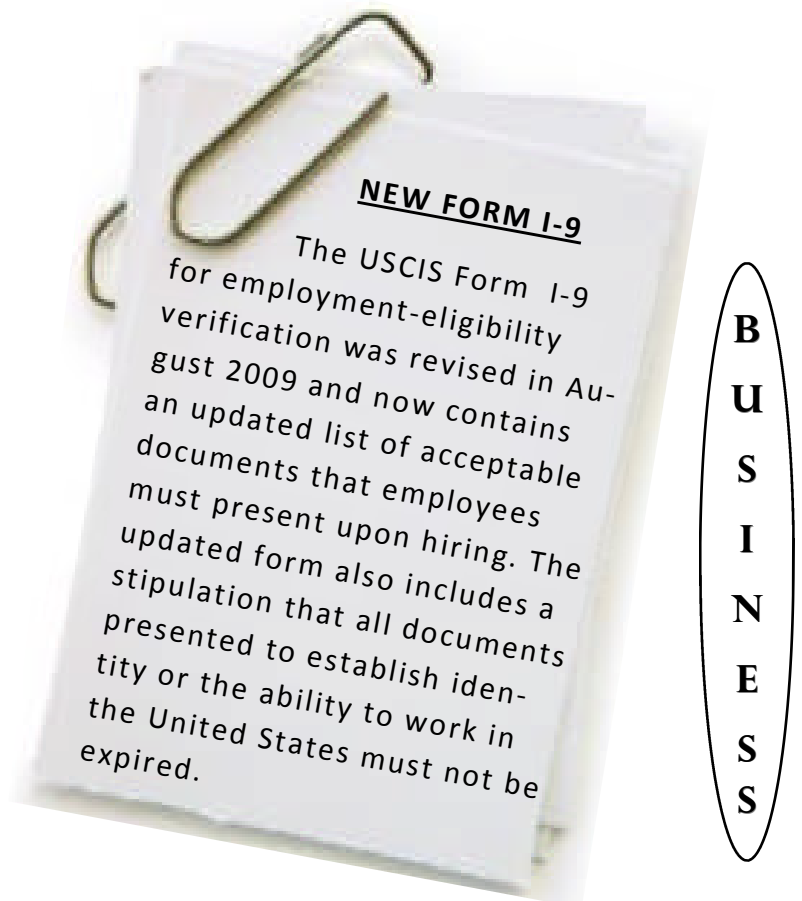 NEW FORM I-9
The USCIS Form I-9
for employment-eligibility
verification was revised in Au-
gust 2009 and now contains
an updated list of acceptable
documents that employees
must present upon hiring. The
updated form also includes a
stipulation that all documents
presented to establish iden-
tity or the ability to work in
the United States must not be
expired.
B
U
S
I
N
E
S
S